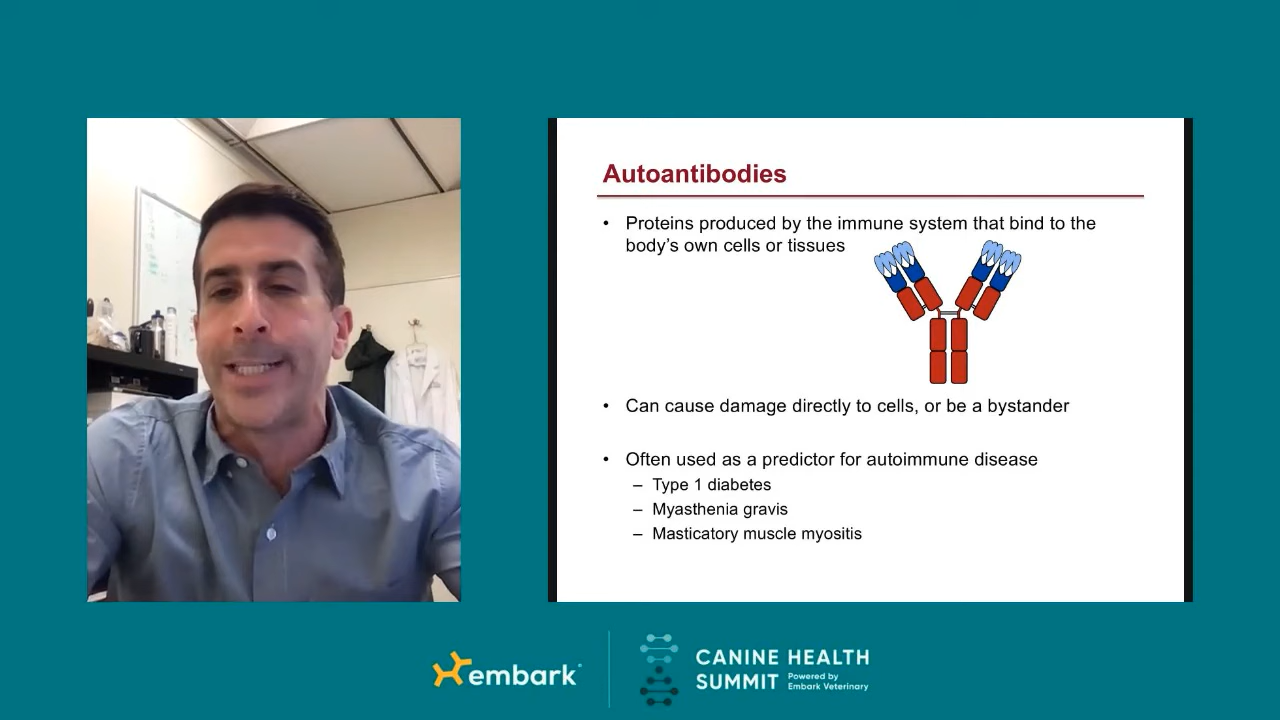 Autoantibodies
• Proteins produced by the immune system that bind to the
body's own cells or tissues
• Can cause damage directly to cells, or be a bystander
• Often used as a predictor for autoimmune disease
– Type 1 diabetes
– Myasthenia gravis
– Masticatory muscle myositis
embark
CANINE HEALTH
SUMMIT
Powered by
Embark Veterinary